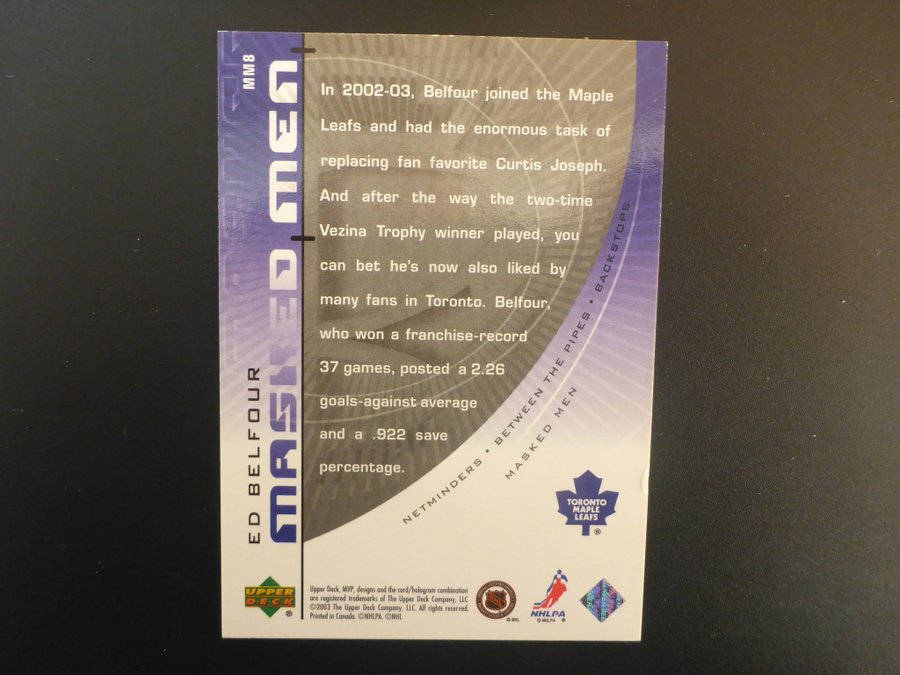 MM8
MASKED MEN
ED BELFOUR
In 2002-03, Belfour joined the Maple
Leafs and had the enormous task of
replacing fan favorite Curtis Joseph.
And after the way the two-time
Vezina Trophy winner played, you
can bet he's now also liked by
many fans in Toronto. Belfour,
who won a franchise-record
37 games, posted a 2.26
goals-against average
and a .922 save
percentage.
NETMINDERS • BETWEEN THE PIPES • BACKSTOPS
MASKED MEN
TORONTO
MAPLE
LEAFS
®
UPPER
DECK
®
Upper Deck, MVP, designs and the card/hologram combination
are registered trademarks of The Upper Deck Company, LLC.
©2003 The Upper Deck Company, LLC. All rights reserved.
Printed in Canada. ©NHLPA. ©NHL
© NHL
NHLPA
© NHLPA